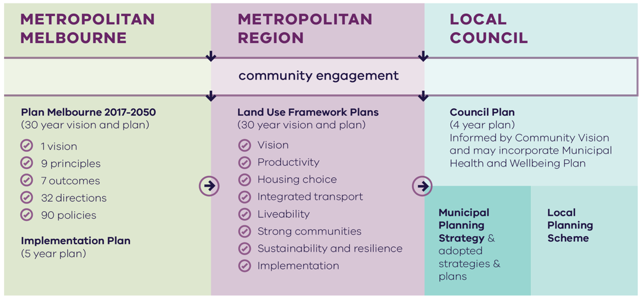 METROPOLITAN
MELBOURNE
METROPOLITAN
REGION
LOCAL
COUNCIL
community engagement
Plan Melbourne 2017-2050
(30 year vision and plan)
1 vision
9 principles
7 outcomes
32 directions
90 policies
Implementation Plan
(5 year plan)
Land Use Framework Plans
(30 year vision and plan)
Vision
Productivity
Housing choice
Integrated transport
Liveability
Strong communities
Sustainability and resilience
Implementation
Council Plan
(4 year plan)
Informed by Community Vision
and may incorporate Municipal
Health and Wellbeing Plan
Municipal
Planning
Strategy &
adopted
strategies &
plans
Local
Planning
Scheme